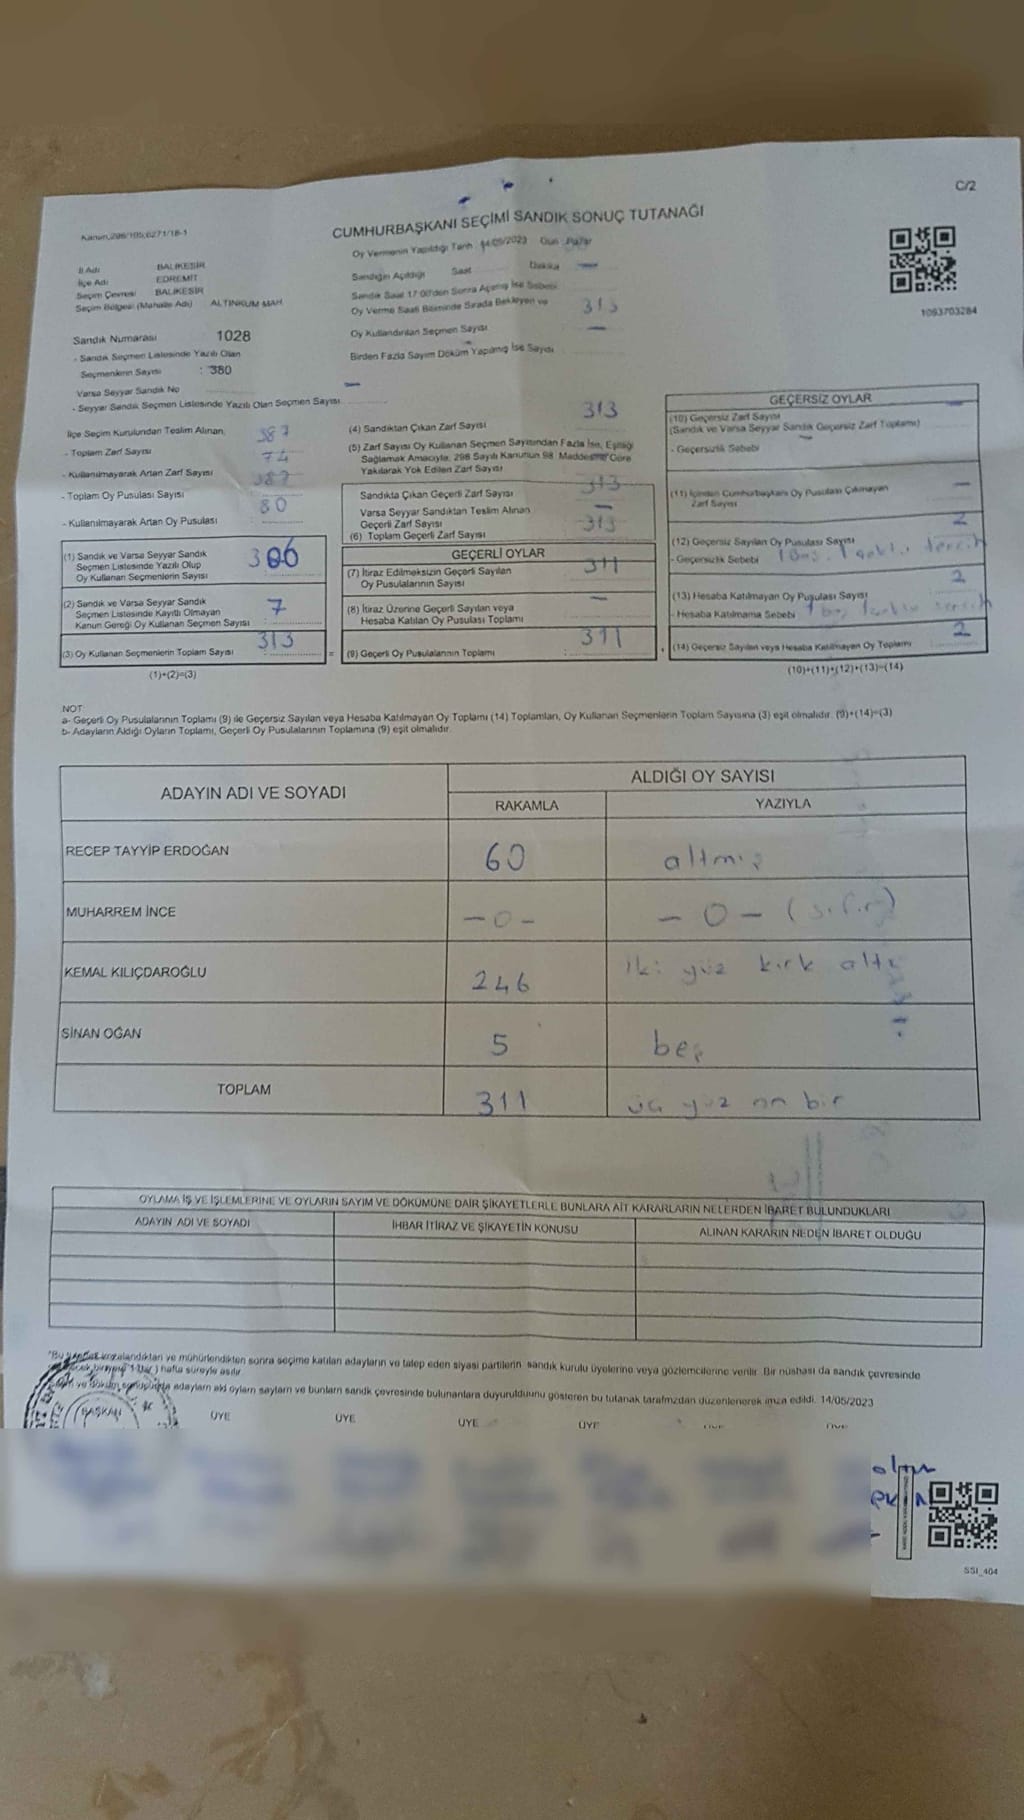 C/2
Kanun,298/105,6271/18-1
CUMHURBAŞKANI SEÇİMİ SANDIK SONUÇ TUTANAĞI
Oy Vermenin Yapıldığı Tarih : 14/05/2023 Gün : Pazar
İl Adı BALIKESİR
İlçe Adı EDREMİT
Seçim Çevresi BALIKESİR
Seçim Bölgesi (Mahalle Adı) ALTINKUM MAH.
Sandığın Açıldığı Saat Dakika —
Sandık Saat 17:00'den Sonra Açılmış İse Sebebi
Oy Verme Saati Bitiminde Sırada Bekleyen ve 313
Oy Kullandırılan Seçmen Sayısı —
Birden Fazla Sayım Döküm Yapılmış İse Sayısı
1093703284
Sandık Numarası 1028
- Sandık Seçmen Listesinde Yazılı Olan
Seçmenlerin Sayısı : 380
Varsa Seyyar Sandık No —
- Seyyar Sandık Seçmen Listesinde Yazılı Olan Seçmen Sayısı
İlçe Seçim Kurulundan Teslim Alınan,
- Toplam Zarf Sayısı 387
- Kullanılmayarak Artan Zarf Sayısı 74
- Toplam Oy Pusulası Sayısı 387
- Kullanılmayarak Artan Oy Pusulası 80
(1) Sandık ve Varsa Seyyar Sandık
Seçmen Listesinde Yazılı Olup
Oy Kullanan Seçmenlerin Sayısı 306
(2) Sandık ve Varsa Seyyar Sandık
Seçmen Listesinde Kayıtlı Olmayan
Kanun Gereği Oy Kullanan Seçmen Sayısı 7
(3) Oy Kullanan Seçmenlerin Toplam Sayısı : 313
(1)+(2)=(3)
(4) Sandıktan Çıkan Zarf Sayısı 313
(5) Zarf Sayısı Oy Kullanan Seçmen Sayısından Fazla İse, Eşitliği
Sağlamak Amacıyla, 298 Sayılı Kanunun 98. Maddesine Göre
Yakılarak Yok Edilen Zarf Sayısı
Sandıkta Çıkan Geçerli Zarf Sayısı 313
Varsa Seyyar Sandıktan Teslim Alınan
Geçerli Zarf Sayısı —
(6) Toplam Geçerli Zarf Sayısı 313
GEÇERLİ OYLAR
(7) İtiraz Edilmeksizin Geçerli Sayılan
Oy Pusulalarının Sayısı 311
(8) İtiraz Üzerine Geçerli Sayılan veya
Hesaba Katılan Oy Pusulası Toplamı —
(9) Geçerli Oy Pusulalarının Toplamı : 311
GEÇERSİZ OYLAR
(10) Geçersiz Zarf Sayısı —
(Sandık ve Varsa Seyyar Sandık Geçersiz Zarf Toplamı)
- Geçersizlik Sebebi —
(11) İçinden Cumhurbaşkanı Oy Pusulası Çıkmayan
Zarf Sayısı —
(12) Geçersiz Sayılan Oy Pusulası Sayısı 2
- Geçersizlik Sebebi 1 boş, 1 tercih
(13) Hesaba Katılmayan Oy Pusulası Sayısı 2
- Hesaba Katılmama Sebebi 1 boş tercih
(14) Geçersiz Sayılan veya Hesaba Katılmayan Oy Toplamı 2
(10)+(11)+(12)+(13)=(14)
NOT:
a- Geçerli Oy Pusulalarının Toplamı (9) ile Geçersiz Sayılan veya Hesaba Katılmayan Oy Toplamı (14) Toplamları, Oy Kullanan Seçmenlerin Toplam Sayısına (3) eşit olmalıdır. (9)+(14)=(3)
b- Adayların Aldığı Oyların Toplamı, Geçerli Oy Pusulalarının Toplamına (9) eşit olmalıdır.
ADAYIN ADI VE SOYADI ALDIĞI OY SAYISI
RAKAMLA YAZIYLA
RECEP TAYYİP ERDOĞAN 60 altmış
MUHARREM İNCE — 0 — — 0 — (sıfır)
KEMAL KILIÇDAROĞLU 246 iki yüz kırk altı
SİNAN OĞAN 5 beş
TOPLAM 311 üç yüz on bir
OYLAMA İŞ VE İŞLEMLERİNE VE OYLARIN SAYIM VE DÖKÜMÜNE DAİR ŞİKAYETLERLE BUNLARA AİT KARARLARIN NELERDEN İBARET BULUNDUKLARI
ADAYIN ADI VE SOYADI İHBAR İTİRAZ VE ŞİKAYETİN KONUSU ALINAN KARARIN NEDEN İBARET OLDUĞU
imzalandıktan ve mühürlendikten sonra seçime katılan adayların ve talep eden siyasi partilerin sandık kurulu üyelerine veya gözlemcilerine verilir. Bir nüshası da sandık çevresinde
hafta süreyle asılır.
ve döküm sonucunda adayların aldığı oyların sayıların ve bunların sandık çevresinde bulunanlara duyurulduğunu gösteren bu tutanak tarafımızdan düzenlenerek imza edildi. 14/05/2023
BAŞKAN ÜYE ÜYE ÜYE ÜYE
SSI_404